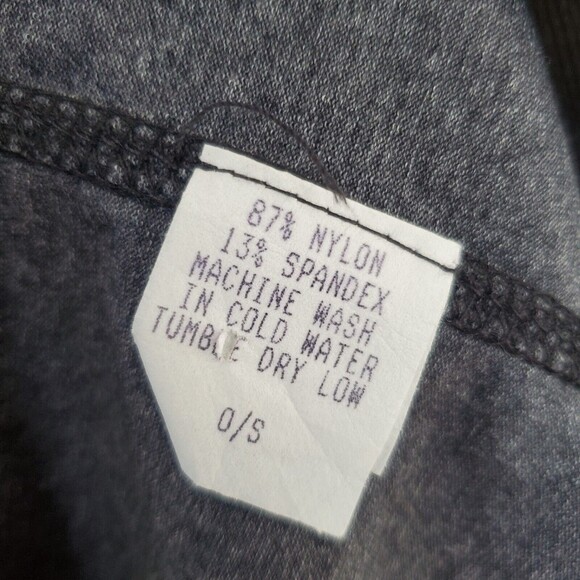 87% NYLON
13% SPANDEX
MACHINE WASH
IN COLD WATER
TUMBLE DRY LOW
O/S